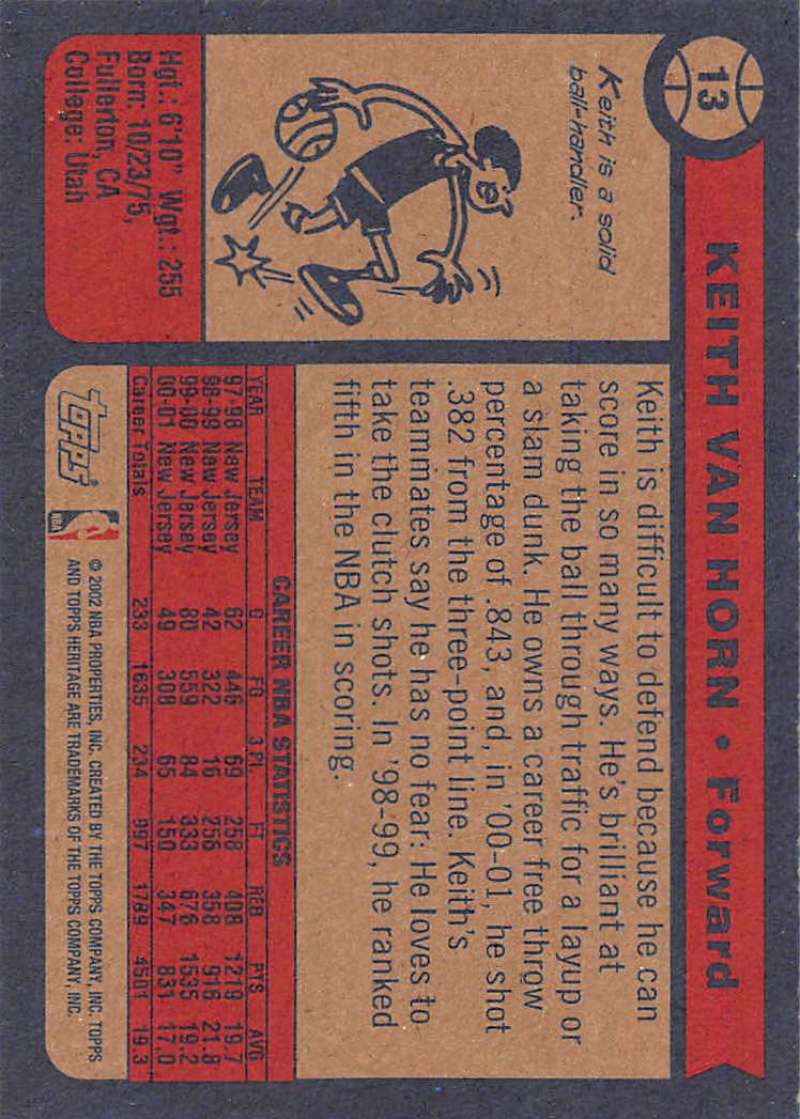 13
KEITH VAN HORN • Forward
Keith is a solid
ball-handler.
Hgt.: 6'10" Wgt.: 255
Born: 10/23/75,
Fullerton, CA
College: Utah
Keith is difficult to defend because he can
score in so many ways. He's brilliant at
taking the ball through traffic for a layup or
a slam dunk. He owns a career free throw
percentage of .843, and, in '00-01, he shot
.382 from the three-point line. Keith's
teammates say he has no fear: He loves to
take the clutch shots. In '98-99, he ranked
fifth in the NBA in scoring.
CAREER NBA STATISTICS
YEAR TEAM G FG 3 PT. FT REB PTS AVG
97-98 New Jersey 62 446 69 258 408 1219 19.7
98-99 New Jersey 42 322 16 256 358 916 21.8
99-00 New Jersey 80 559 84 333 676 1535 19.2
00-01 New Jersey 49 308 65 150 347 831 17.0
Career Totals 233 1635 234 997 1789 4501 19.3
TOPPS
NBA
© 2002 NBA PROPERTIES, INC. CREATED BY THE TOPPS COMPANY, INC. TOPPS
AND TOPPS HERITAGE ARE TRADEMARKS OF THE TOPPS COMPANY, INC.